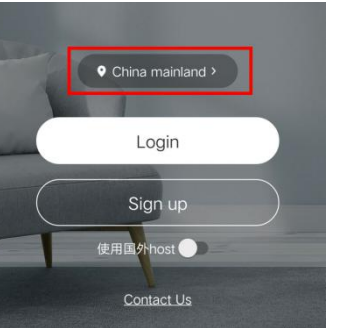 China mainland >
Login
Sign up
使用国外host
Contact Us